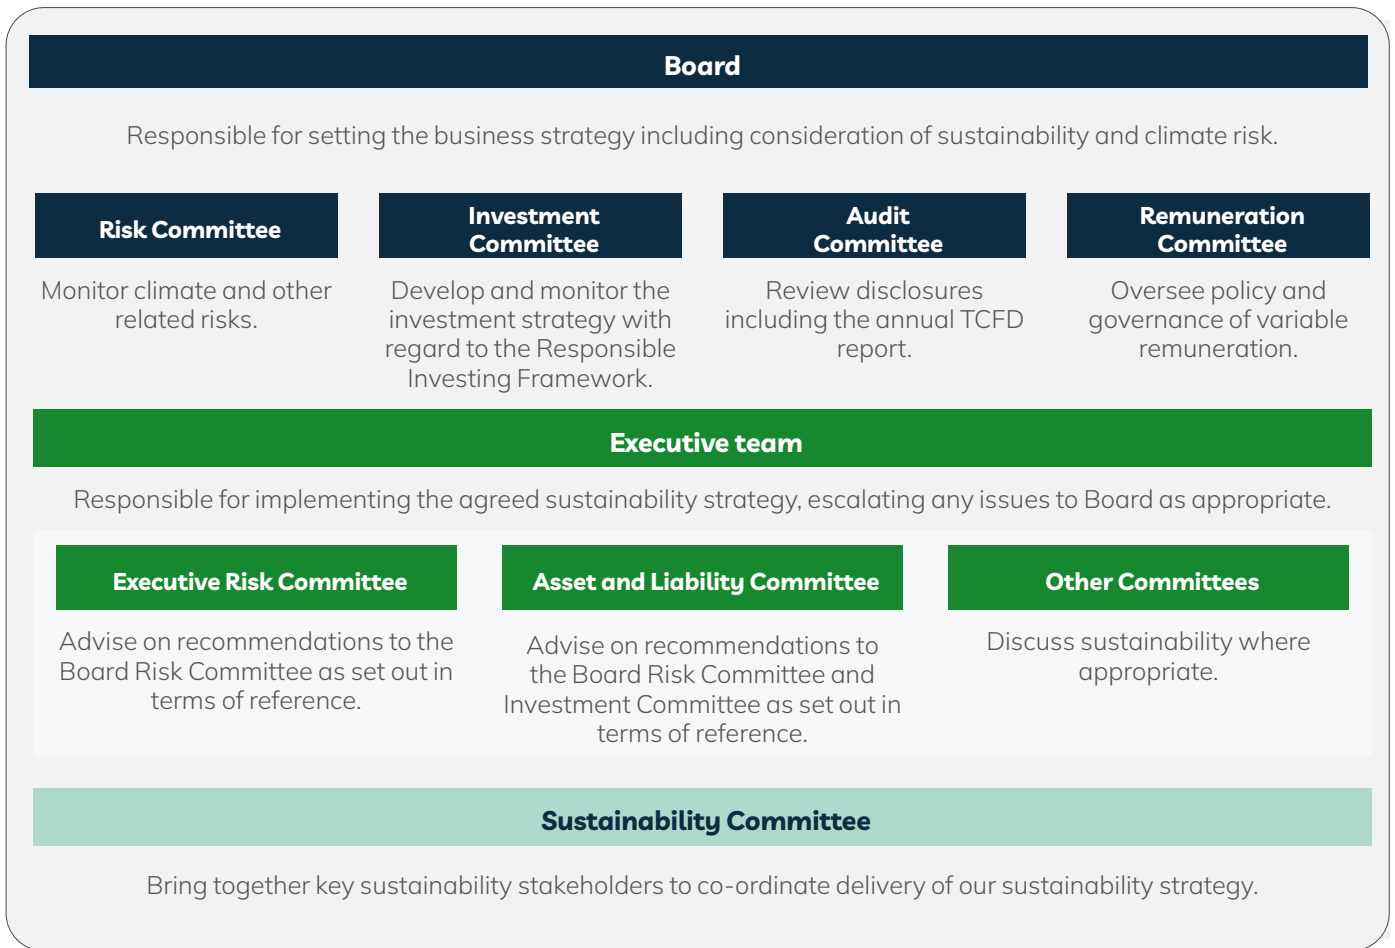 Board
Responsible for setting the business strategy including consideration of sustainability and climate risk.
Risk Committee
Monitor climate and other
related risks.
Investment
Committee
Develop and monitor the
investment strategy with
regard to the Responsible
Investing Framework.
Audit
Committee
Review disclosures
including the annual TCFD
report.
Remuneration
Committee
Oversee policy and
governance of variable
remuneration.
Executive team
Responsible for implementing the agreed sustainability strategy, escalating any issues to Board as appropriate.
Executive Risk Committee
Advise on recommendations to the
Board Risk Committee as set out in
terms of reference.
Asset and Liability Committee
Advise on recommendations to
the Board Risk Committee and
Investment Committee as set out in
terms of reference.
Other Committees
Discuss sustainability where
appropriate.
Sustainability Committee
Bring together key sustainability stakeholders to co-ordinate delivery of our sustainability strategy.